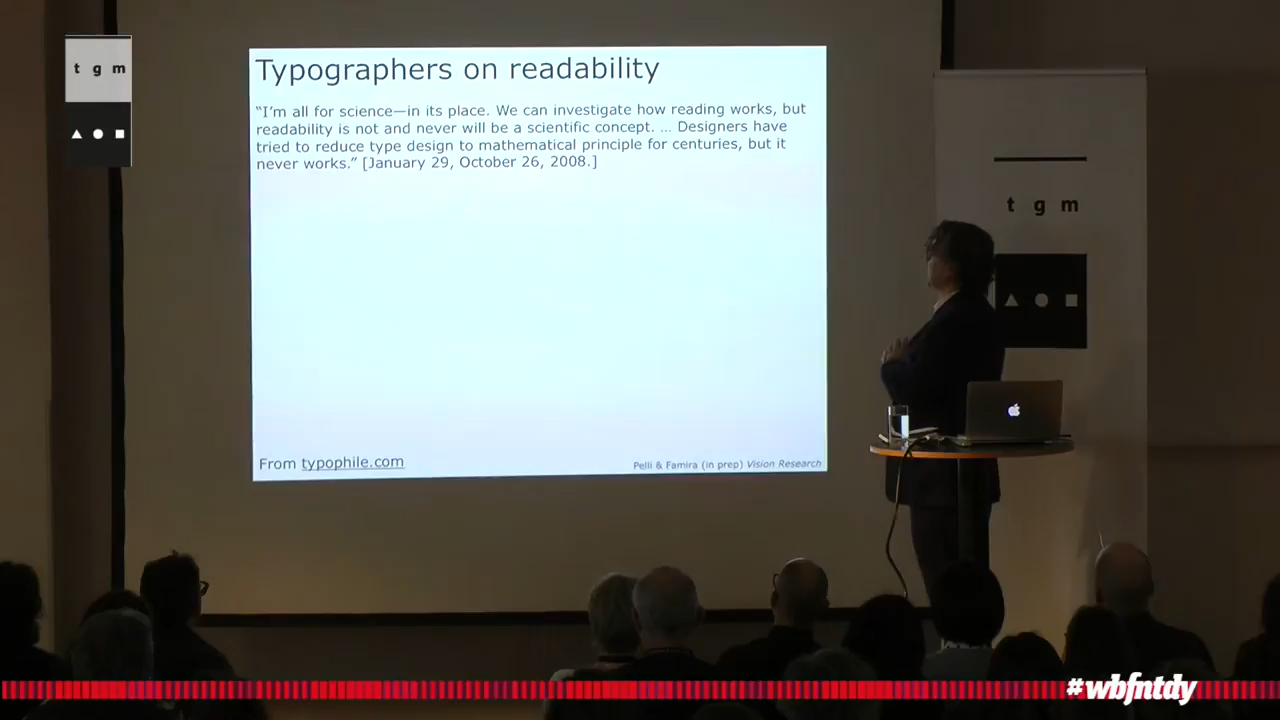 t g m
Typographers on readability
“I’m all for science—in its place. We can investigate how reading works, but
readability is not and never will be a scientific concept. ... Designers have
tried to reduce type design to mathematical principle for centuries, but it
never works.” [January 29, October 26, 2008.]
From typophile.com
Pelli & Famira (in prep) Vision Research
t g m
#wbfntdy